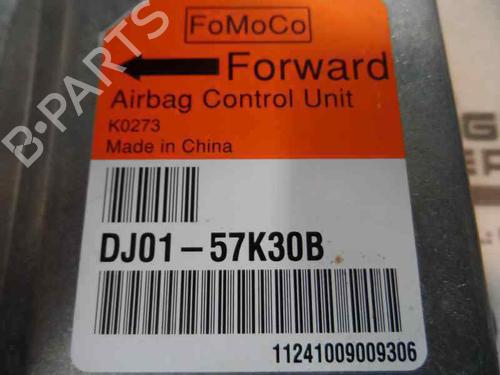 B-PARTS
FoMoCo
Forward
Airbag Control Unit
K0273
Made in China
DJ01-57K30B
11241009009306